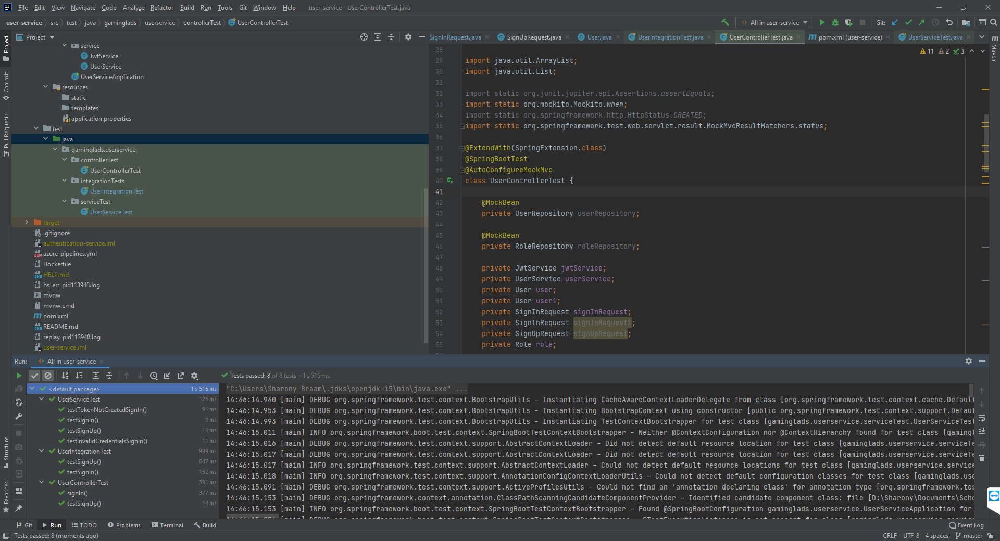 File Edit View Navigate Code Analyze Refactor Build Run Tools Git Window Help user-service - UserControllerTest.java
user-service src test java gaminglads userservice controllerTest UserControllerTest All in user-service Git:
Project SignInRequest.java SignUpRequest.java User.java UserIntegrationTest.java UserControllerTest.java pom.xml (user-service) UserServiceTest.java
Project
Commit
Pull Requests
Structure
Favorites
Maven
service
JwtService
UserService
UserServiceApplication
resources
static
templates
application.properties
test
java
gaminglads.userservice
controllerTest
UserControllerTest
integrationTests
UserIntegrationTest
serviceTest
UserServiceTest
target
.gitignore
authentication-service.iml
azure-pipelines.yml
Dockerfile
HELP.md
hs_err_pid113948.log
mvnw
mvnw.cmd
pom.xml
README.md
replay_pid113948.log
user-service.iml
11 2 3
28
29 import java.util.ArrayList;
30 import java.util.List;
31
32 import static org.junit.jupiter.api.Assertions.assertEquals;
33 import static org.mockito.Mockito.when;
34 import static org.springframework.http.HttpStatus.CREATED;
35 import static org.springframework.test.web.servlet.result.MockMvcResultMatchers.status;
36
37 @ExtendWith(SpringExtension.class)
38 @SpringBootTest
39 @AutoConfigureMockMvc
40 class UserControllerTest {
41
42 @MockBean
43 private UserRepository userRepository;
44
45 @MockBean
46 private RoleRepository roleRepository;
47
48 private JwtService jwtService;
49 private UserService userService;
50 private User user;
51 private User user1;
52 private SignInRequest signInRequest;
53 private SignInRequest signInRequest1;
54 private SignUpRequest signUpRequest;
55 private Role role;
Run: All in user-service
Tests passed: 8 of 8 tests – 1 s 515 ms
<default package> 1 s 515 ms
UserServiceTest 125 ms
testTokenNotCreatedSignIn() 91 ms
testSignIn() 9 ms
testSignUp() 14 ms
testInvalidCredentialsSignIn() 11 ms
UserIntegrationTest 999 ms
testSignUp() 847 ms
testSignIn() 152 ms
UserControllerTest 391 ms
signIn() 377 ms
testSignUp() 14 ms
"C:\Users\Sharony Braam\.jdks\openjdk-15\bin\java.exe" ...
14:46:14.940 [main] DEBUG org.springframework.test.context.BootstrapUtils - Instantiating CacheAwareContextLoaderDelegate from class [org.springframework.test.context.cache.Default
14:46:14.953 [main] DEBUG org.springframework.test.context.BootstrapUtils - Instantiating BootstrapContext using constructor [public org.springframework.test.context.support.Defau
14:46:14.993 [main] DEBUG org.springframework.test.context.BootstrapUtils - Instantiating TestContextBootstrapper for test class [gaminglads.userservice.serviceTest.UserServiceTes
14:46:15.011 [main] INFO org.springframework.boot.test.context.SpringBootTestContextBootstrapper - Neither @ContextConfiguration nor @ContextHierarchy found for test class [gamingl
14:46:15.016 [main] DEBUG org.springframework.test.context.support.AbstractContextLoader - Did not detect default resource location for test class [gaminglads.userservice.serviceTe
14:46:15.017 [main] DEBUG org.springframework.test.context.support.AbstractContextLoader - Did not detect default resource location for test class [gaminglads.userservice.serviceTe
14:46:15.017 [main] INFO org.springframework.test.context.support.AbstractContextLoader - Could not detect default resource locations for test class [gaminglads.userservice.service
14:46:15.018 [main] INFO org.springframework.test.context.support.AnnotationConfigContextLoaderUtils - Could not detect default configuration classes for test class [gaminglads.use
14:46:15.091 [main] DEBUG org.springframework.test.context.support.ActiveProfilesUtils - Could not find an 'annotation declaring class' for annotation type [org.springframework.tes
14:46:15.153 [main] DEBUG org.springframework.context.annotation.ClassPathScanningCandidateComponentProvider - Identified candidate component class: file [D:\Sharony\Documents\Scho
14:46:15.153 [main] INFO org.springframework.boot.test.context.SpringBootTestContextBootstrapper - Found @SpringBootConfiguration gaminglads.userservice.UserServiceApplication for
Git Run TODO Problems Terminal Build Event Log
Tests passed: 8 (moments ago) CRLF UTF-8 4 spaces master